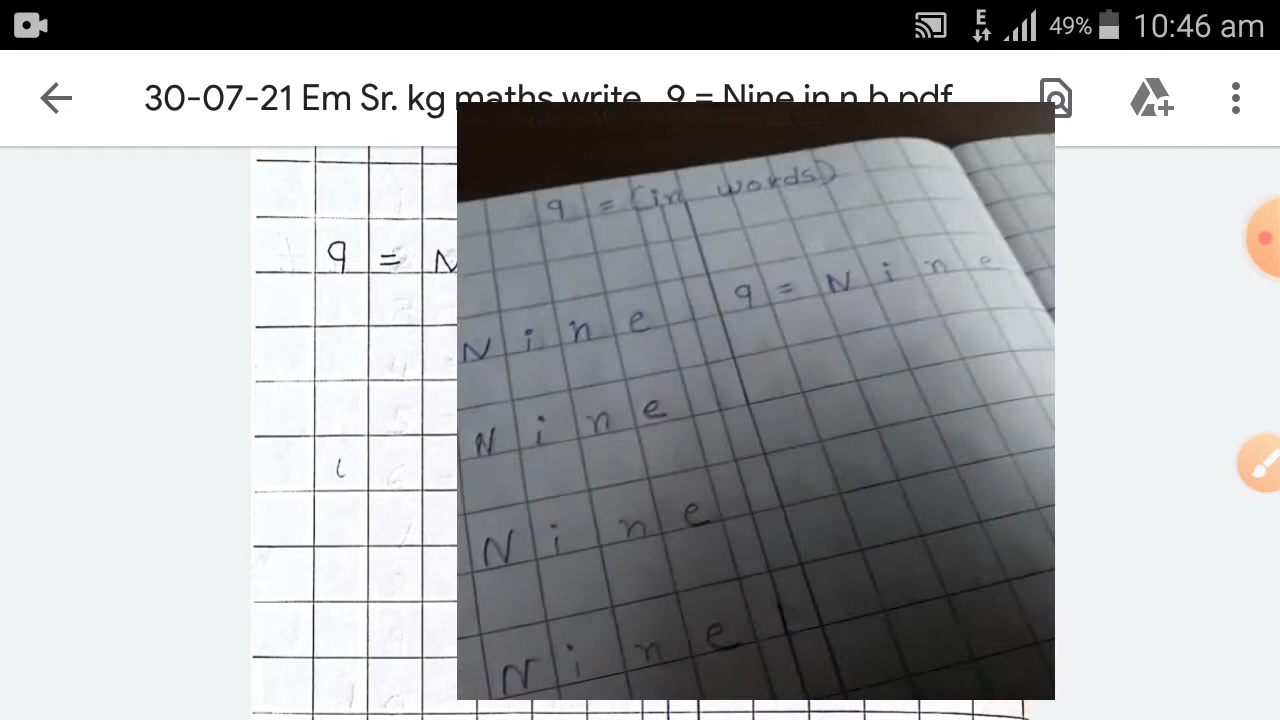 E
49% 10:46 am
30-07-21 Em Sr. kg maths write 9 = Nine in n.b.pdf
9 = N
9 = (in words)
9 = Nine
Nine
Nine
Nine
Nine